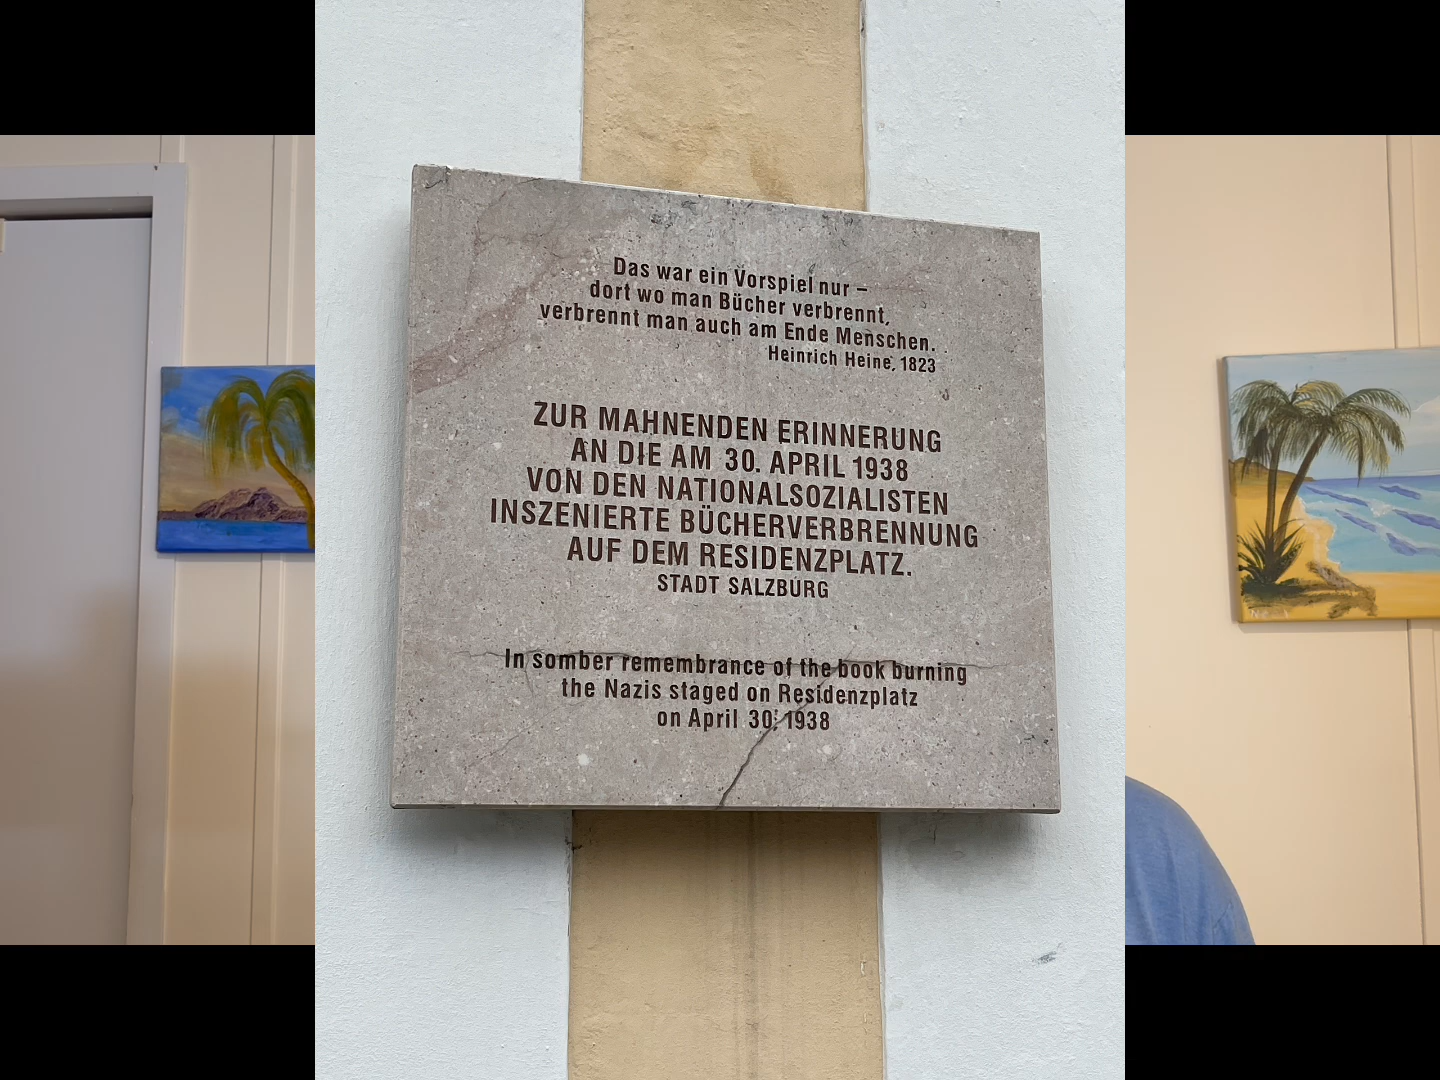 Das war ein Vorspiel nur –
dort wo man Bücher verbrennt,
verbrennt man auch am Ende Menschen.
Heinrich Heine, 1823
ZUR MAHNENDEN ERINNERUNG
AN DIE AM 30. APRIL 1938
VON DEN NATIONALSOZIALISTEN
INSZENIERTE BÜCHERVERBRENNUNG
AUF DEM RESIDENZPLATZ.
STADT SALZBURG
In somber remembrance of the book burning
the Nazis staged on Residenzplatz
on April 30, 1938